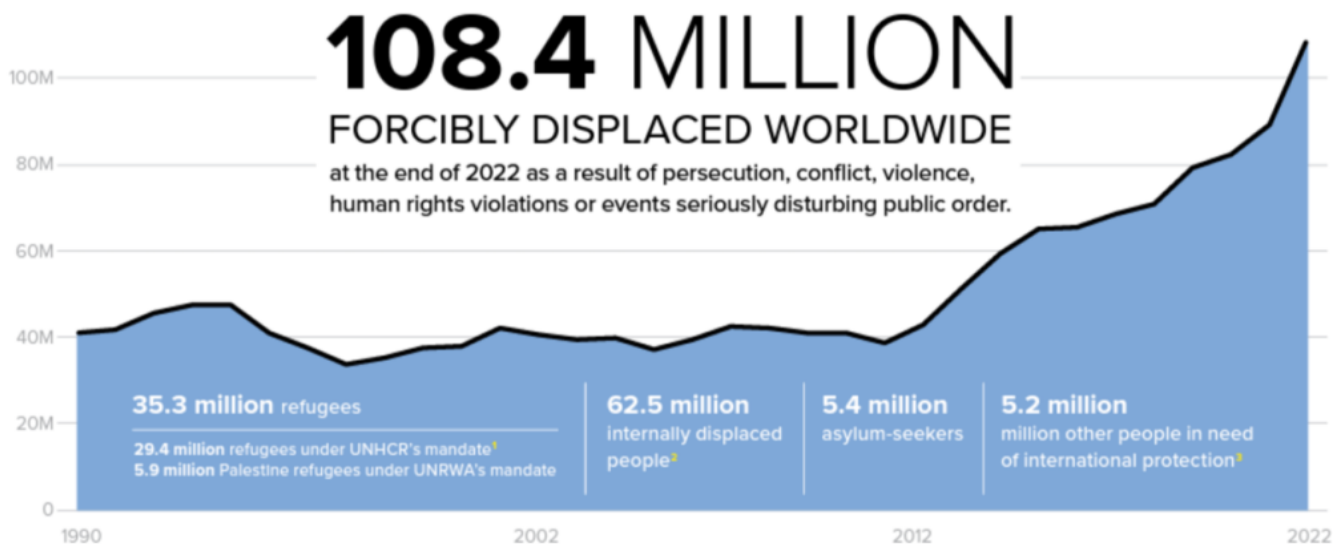 108.4 MILLION
FORCIBLY DISPLACED WORLDWIDE
at the end of 2022 as a result of persecution, conflict, violence,
human rights violations or events seriously disturbing public order.
100M
80M
60M
40M
20M
0
35.3 million refugees
29.4 million refugees under UNHCR's mandate¹
5.9 million Palestine refugees under UNRWA's mandate
62.5 million
internally displaced
people²
5.4 million
asylum-seekers
5.2 million
million other people in need
of international protection³
1990
2002
2012
2022